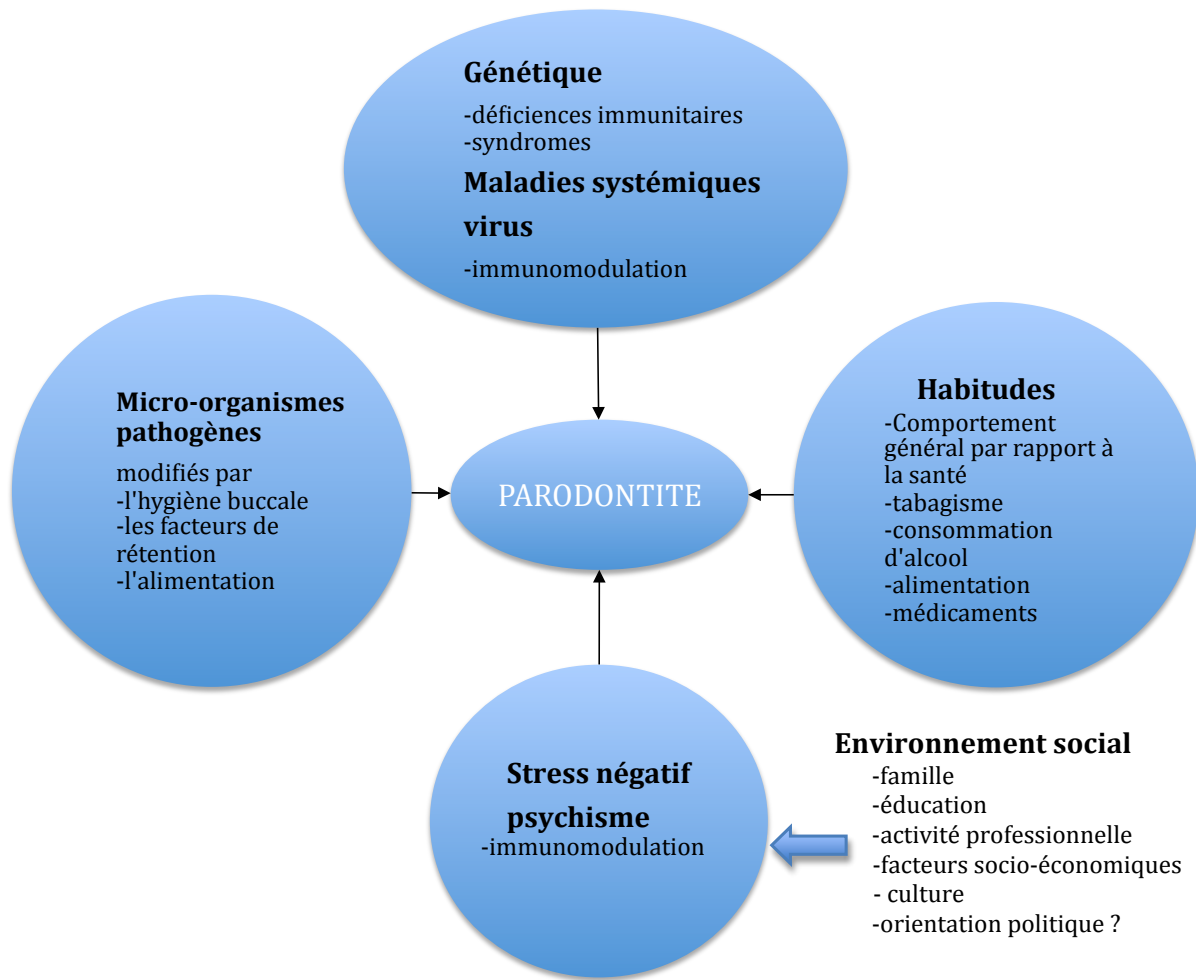 Génétique
-déficiences immunitaires
-syndromes
Maladies systémiques
virus
-immunomodulation
Micro-organismes
pathogènes
modifiés par
-l'hygiène buccale
-les facteurs de
rétention
-l'alimentation
PARODONTITE
Habitudes
-Comportement
général par rapport à
la santé
-tabagisme
-consommation
d'alcool
-alimentation
-médicaments
Stress négatif
psychisme
-immunomodulation
Environnement social
-famille
-éducation
-activité professionnelle
-facteurs socio-économiques
- culture
-orientation politique ?